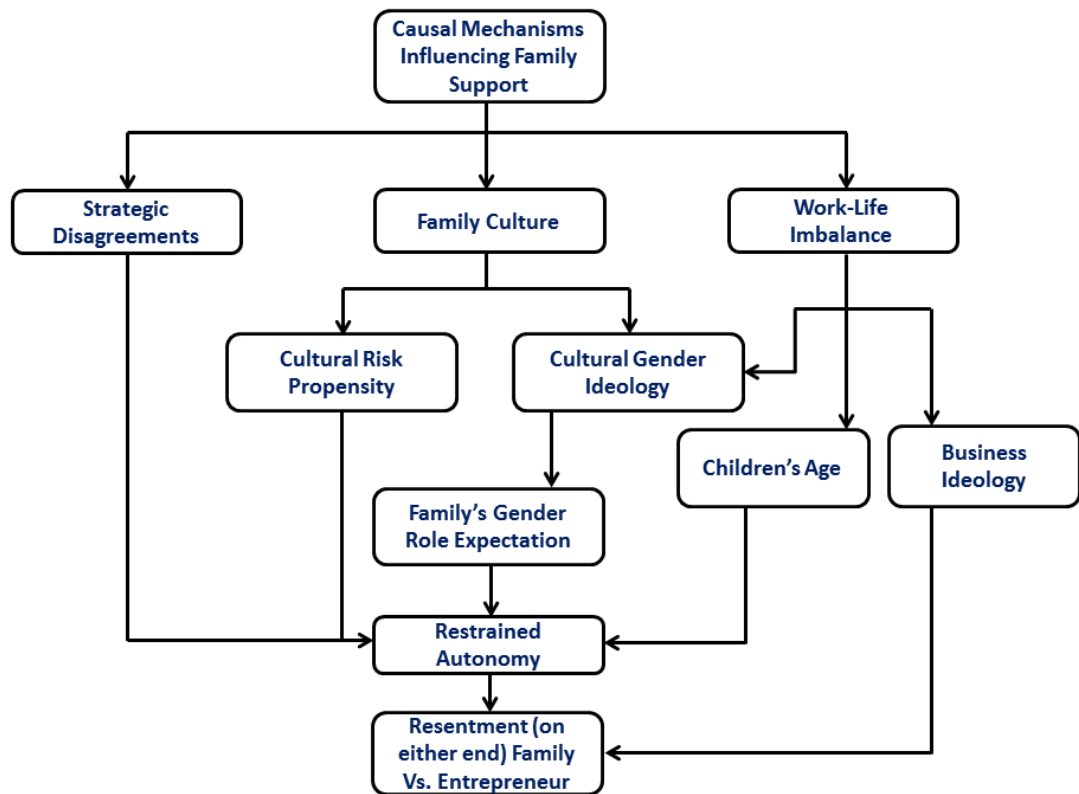 Causal Mechanisms
Influencing Family
Support
Strategic
Disagreements
Family Culture
Work-Life
Imbalance
Cultural Risk
Propensity
Cultural Gender
Ideology
Children’s Age
Business
Ideology
Family’s Gender
Role Expectation
Restrained
Autonomy
Resentment (on
either end) Family
Vs. Entrepreneur